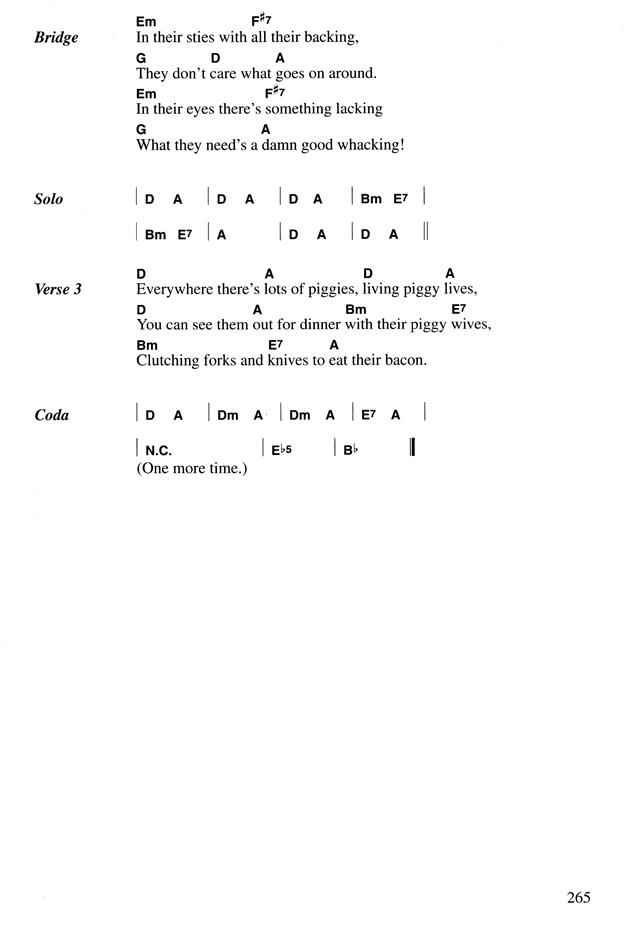 Em F♯7
Bridge In their sties with all their backing,
G D A
They don't care what goes on around.
Em F♯7
In their eyes there's something lacking
G A
What they need's a damn good whacking!
Solo | D A | D A | D A | Bm E7 |
| Bm E7 | A | D A | D A ||
D A D A
Verse 3 Everywhere there's lots of piggies, living piggy lives,
D A Bm E7
You can see them out for dinner with their piggy wives,
Bm E7 A
Clutching forks and knives to eat their bacon.
Coda | D A | Dm A | Dm A | E7 A |
| N.C. | E♭5 | B♭ ||
(One more time.)
265